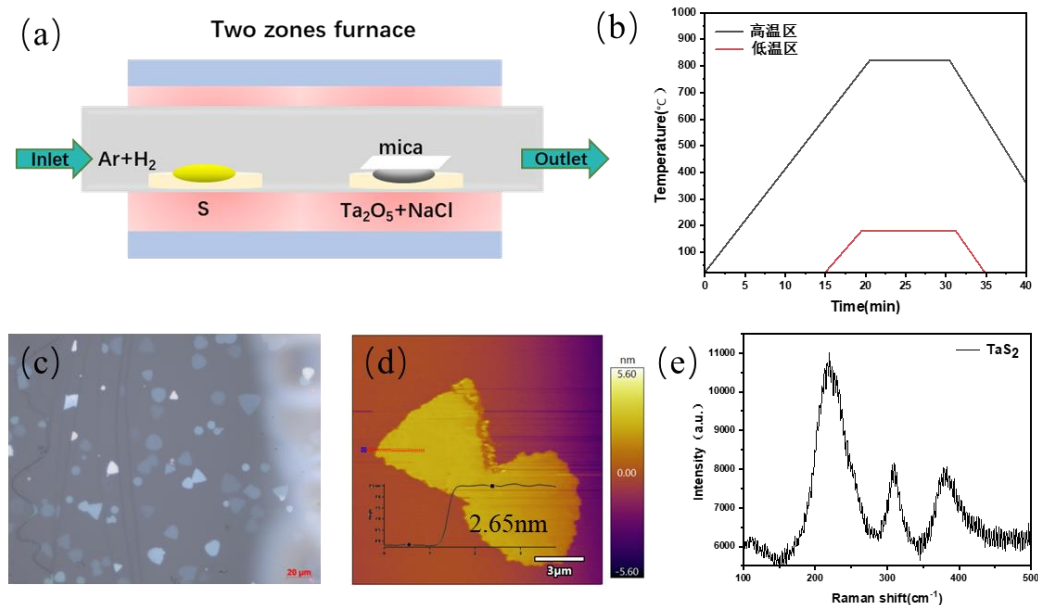 (a)
Two zones furnace
Inlet
Ar+H2
mica
Outlet
S
Ta2O5+NaCl
(b)
高温区
低温区
1000
900
800
700
600
500
400
300
200
100
Temperature(°C)
0
5
10
15
20
25
30
35
40
Time(min)
(c)
20 μm
(d)
nm
5.60
0.00
-5.60
2.65nm
3μm
(e)
TaS2
11000
10000
9000
8000
7000
6000
Intensity (a.u.)
100
200
300
400
500
Raman shift(cm-1)